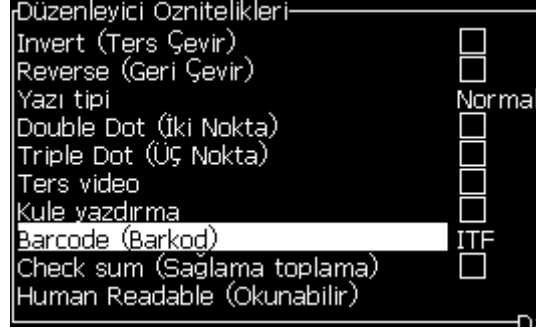 Düzenleyici Öznitelikleri
Invert (Ters Çevir)
Reverse (Geri Çevir)
Yazı tipi Normal
Double Dot (İki Nokta)
Triple Dot (Üç Nokta)
Ters video
Kule yazdırma
Barcode (Barkod) ITF
Check sum (Sağlama toplama)
Human Readable (Okunabilir)